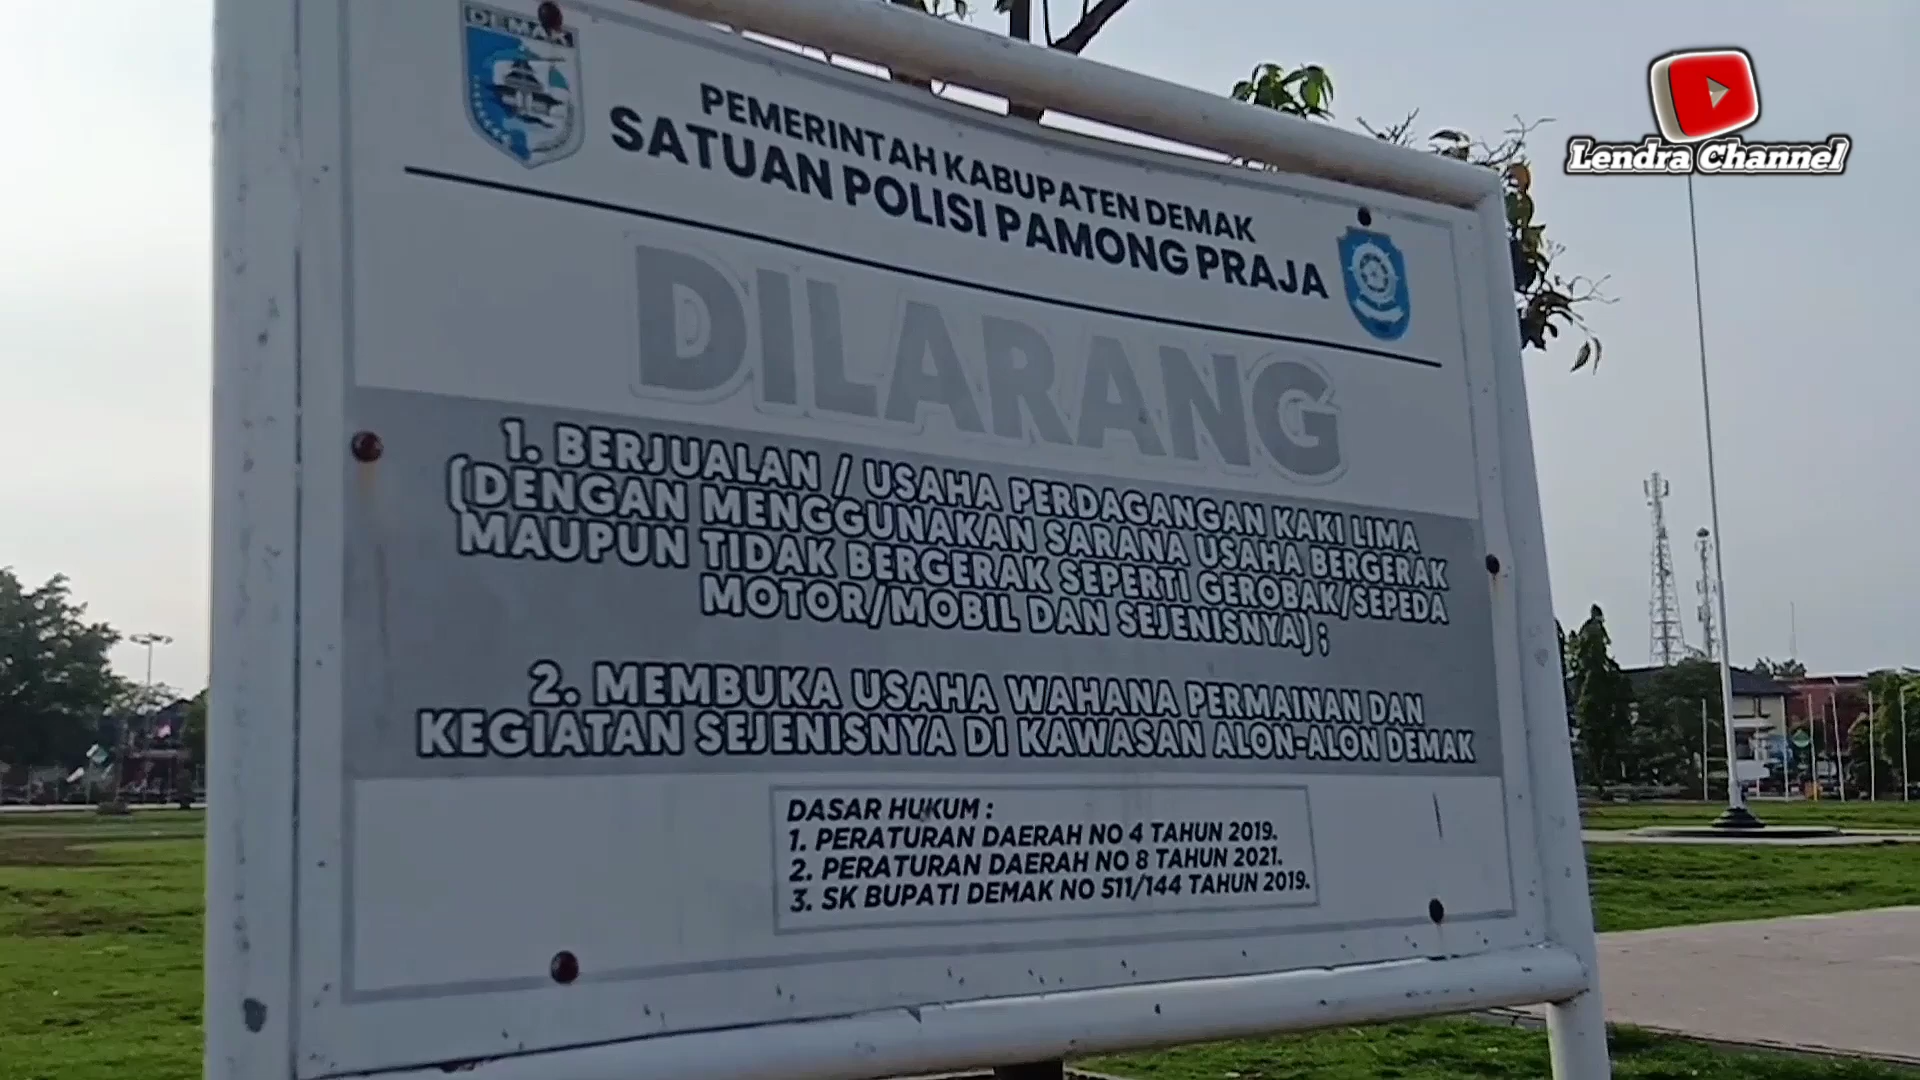 DEMAK
PEMERINTAH KABUPATEN DEMAK
SATUAN POLISI PAMONG PRAJA
Lendra Channel
DILARANG
1. BERJUALAN / USAHA PERDAGANGAN KAKI LIMA
(DENGAN MENGGUNAKAN SARANA USAHA BERGERAK
MAUPUN TIDAK BERGERAK SEPERTI GEROBAK/SEPEDA
MOTOR/MOBIL DAN SEJENISNYA) ;
2. MEMBUKA USAHA WAHANA PERMAINAN DAN
KEGIATAN SEJENISNYA DI KAWASAN ALON-ALON DEMAK
DASAR HUKUM :
1. PERATURAN DAERAH NO 4 TAHUN 2019.
2. PERATURAN DAERAH NO 8 TAHUN 2021.
3. SK BUPATI DEMAK NO 511/144 TAHUN 2019.